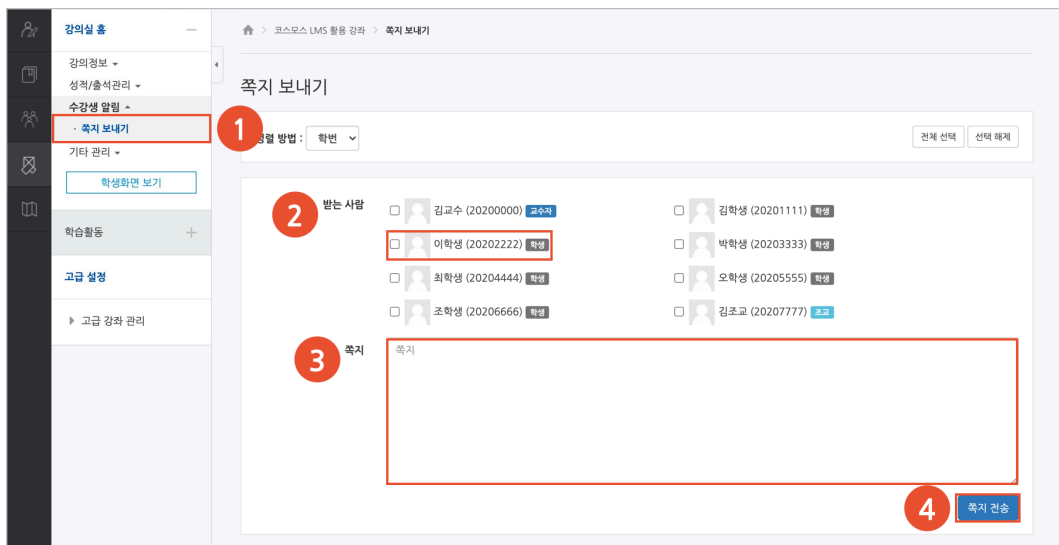 강의실 홈
강의정보
성적/출석관리
수강생 알림
· 쪽지 보내기
기타 관리
학생화면 보기
학습활동
고급 설정
고급 강좌 관리
코스모스 LMS 활용 강좌 > 쪽지 보내기
쪽지 보내기
1
렬 방법 : 학번
전체 선택 선택 해제
2
받는 사람
김교수 (20200000) 교수자 김학생 (20201111) 학생
이학생 (20202222) 학생 박학생 (20203333) 학생
최학생 (20204444) 학생 오학생 (20205555) 학생
조학생 (20206666) 학생 김조교 (20207777) 조교
3
쪽지 쪽지
4
쪽지 전송